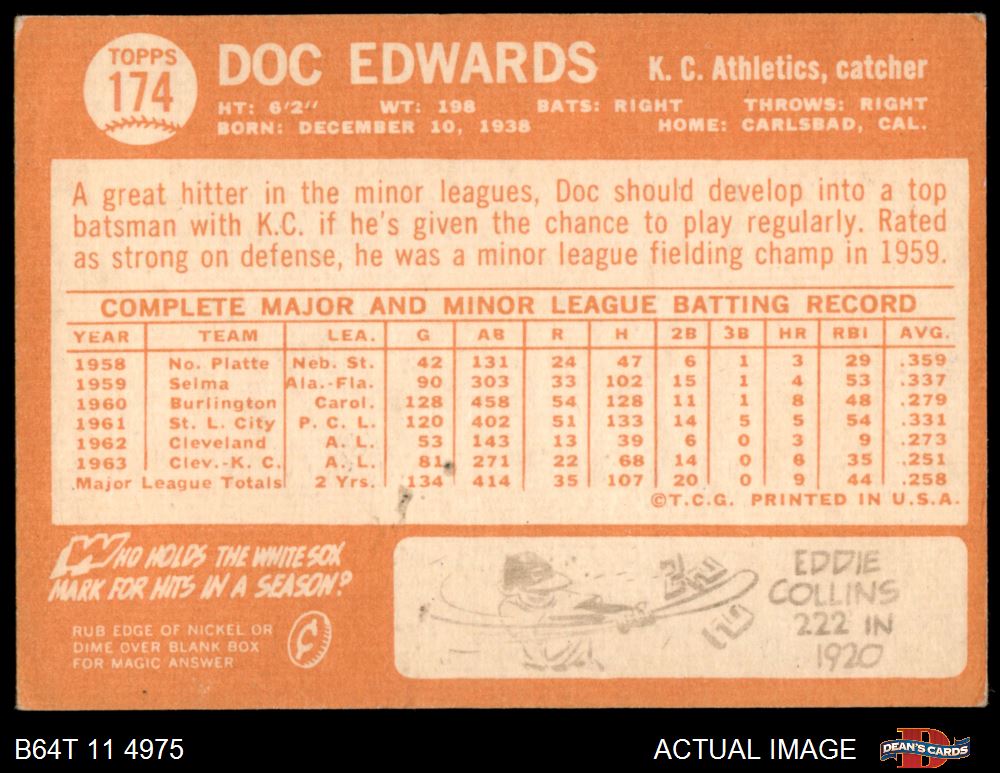 TOPPS
174
DOC EDWARDS
K. C. Athletics, catcher
HT: 6'2" WT: 198 BATS: RIGHT THROWS: RIGHT
BORN: DECEMBER 10, 1938 HOME: CARLSBAD, CAL.
A great hitter in the minor leagues, Doc should develop into a top
batsman with K.C. if he's given the chance to play regularly. Rated
as strong on defense, he was a minor league fielding champ in 1959.
COMPLETE MAJOR AND MINOR LEAGUE BATTING RECORD
YEAR TEAM LEA. G AB R H 2B 3B HR RBI AVG.
1958 No. Platte Neb. St. 42 131 24 47 6 1 3 29 .359
1959 Selma Ala.-Fla. 90 303 33 102 15 1 4 53 .337
1960 Burlington Carol. 128 458 54 128 11 1 8 48 .279
1961 St. L. City P. C. L. 120 402 51 133 14 5 5 54 .331
1962 Cleveland A. L. 53 143 13 39 6 0 3 9 .273
1963 Clev.-K. C. A. L. 81 271 22 68 14 0 6 35 .251
Major League Totals 2 Yrs. 134 414 35 107 20 0 9 44 .258
©T.C.G. PRINTED IN U.S.A.
WHO HOLDS THE WHITE SOX
MARK FOR HITS IN A SEASON?
RUB EDGE OF NICKEL OR
DIME OVER BLANK BOX
FOR MAGIC ANSWER
¢
222
EDDIE
COLLINS
222 IN
1920
B64T 11 4975
ACTUAL IMAGE
DEAN'S CARDS